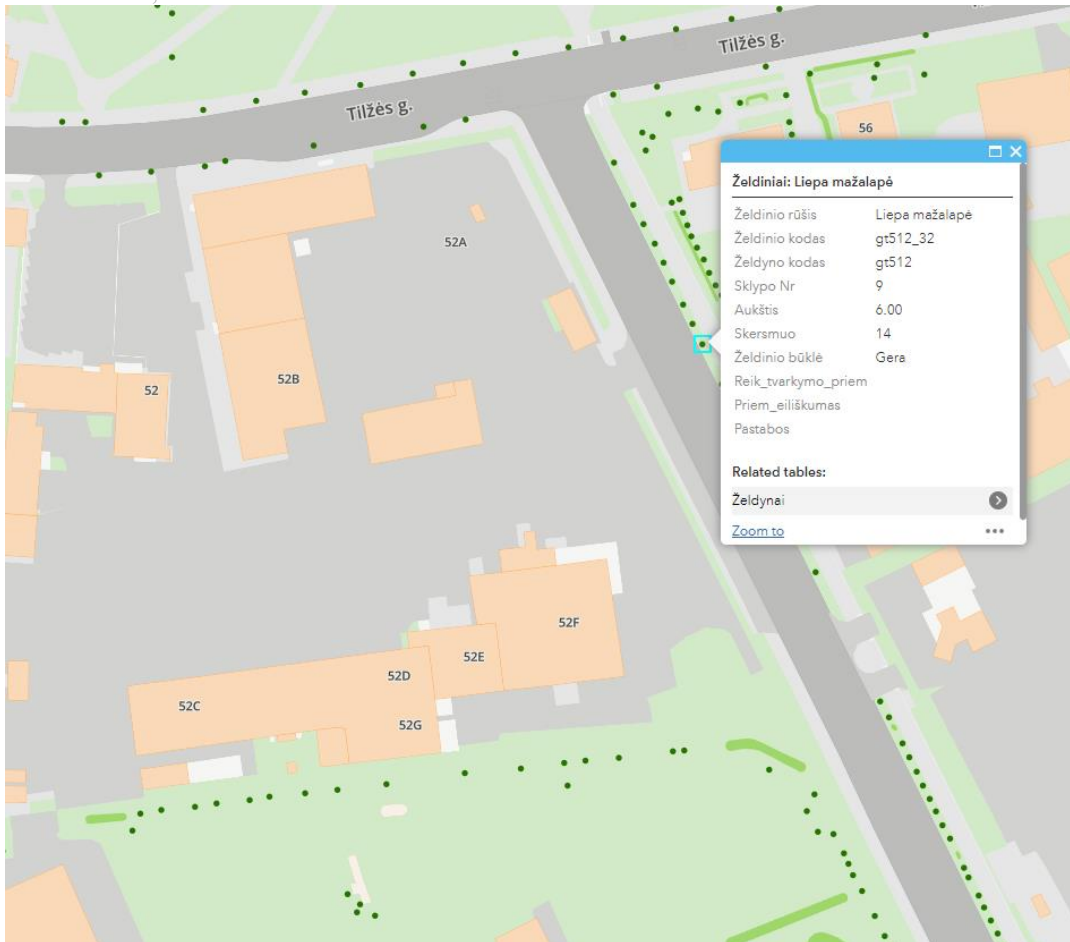 Tilžės g.
Tilžės g.
56
52A
52B
52
52F
52E
52D
52C
52G
Želdiniai: Liepa mažalapė
Želdinio rūšis Liepa mažalapė
Želdinio kodas gt512_32
Želdyno kodas gt512
Sklypo Nr 9
Aukštis 6.00
Skersmuo 14
Želdinio būklė Gera
Reik_tvarkymo_priem
Priem_eiliškumas
Pastabos
Related tables:
Želdynai
Zoom to